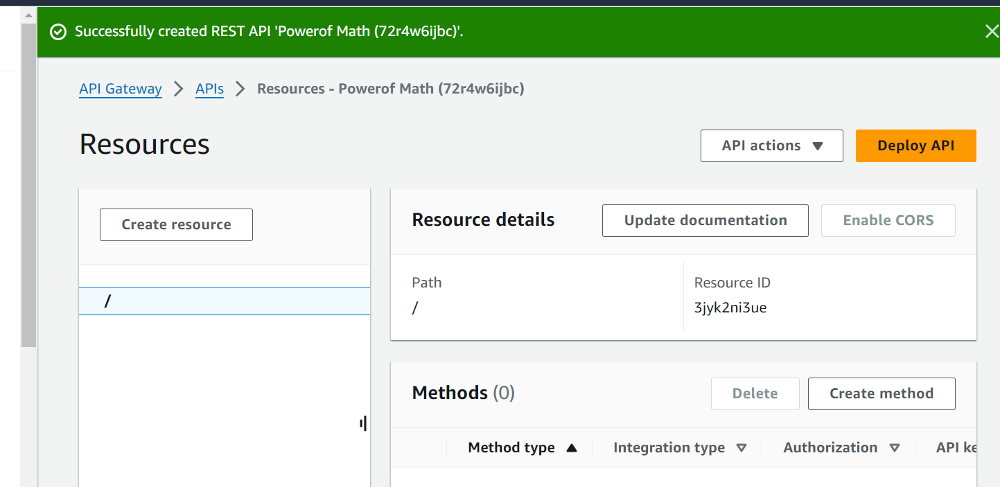 Successfully created REST API 'Powerof Math (72r4w6ijbc)'.
API Gateway
APIs
Resources - Powerof Math (72r4w6ijbc)
Resources
API actions
Deploy API
Create resource
/
Resource details
Update documentation
Enable CORS
Path
/
Resource ID
3jyk2ni3ue
Methods (0)
Delete
Create method
Method type
Integration type
Authorization
API ke